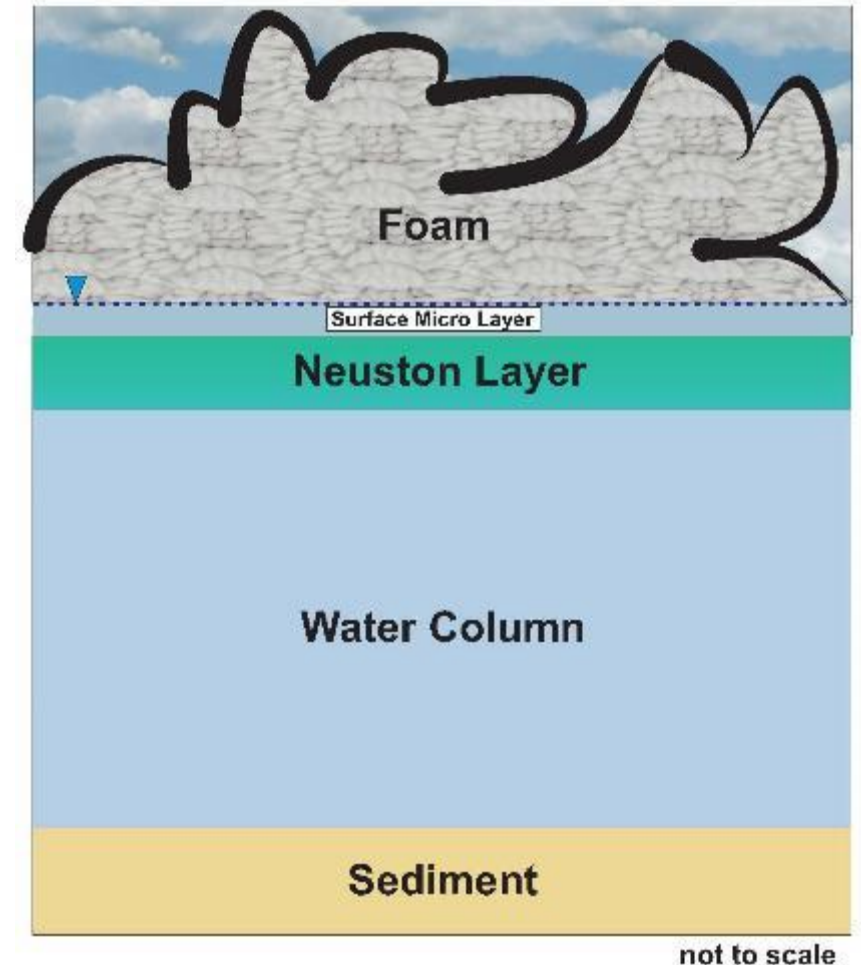 Foam
Surface Micro Layer
Neuston Layer
Water Column
Sediment
not to scale